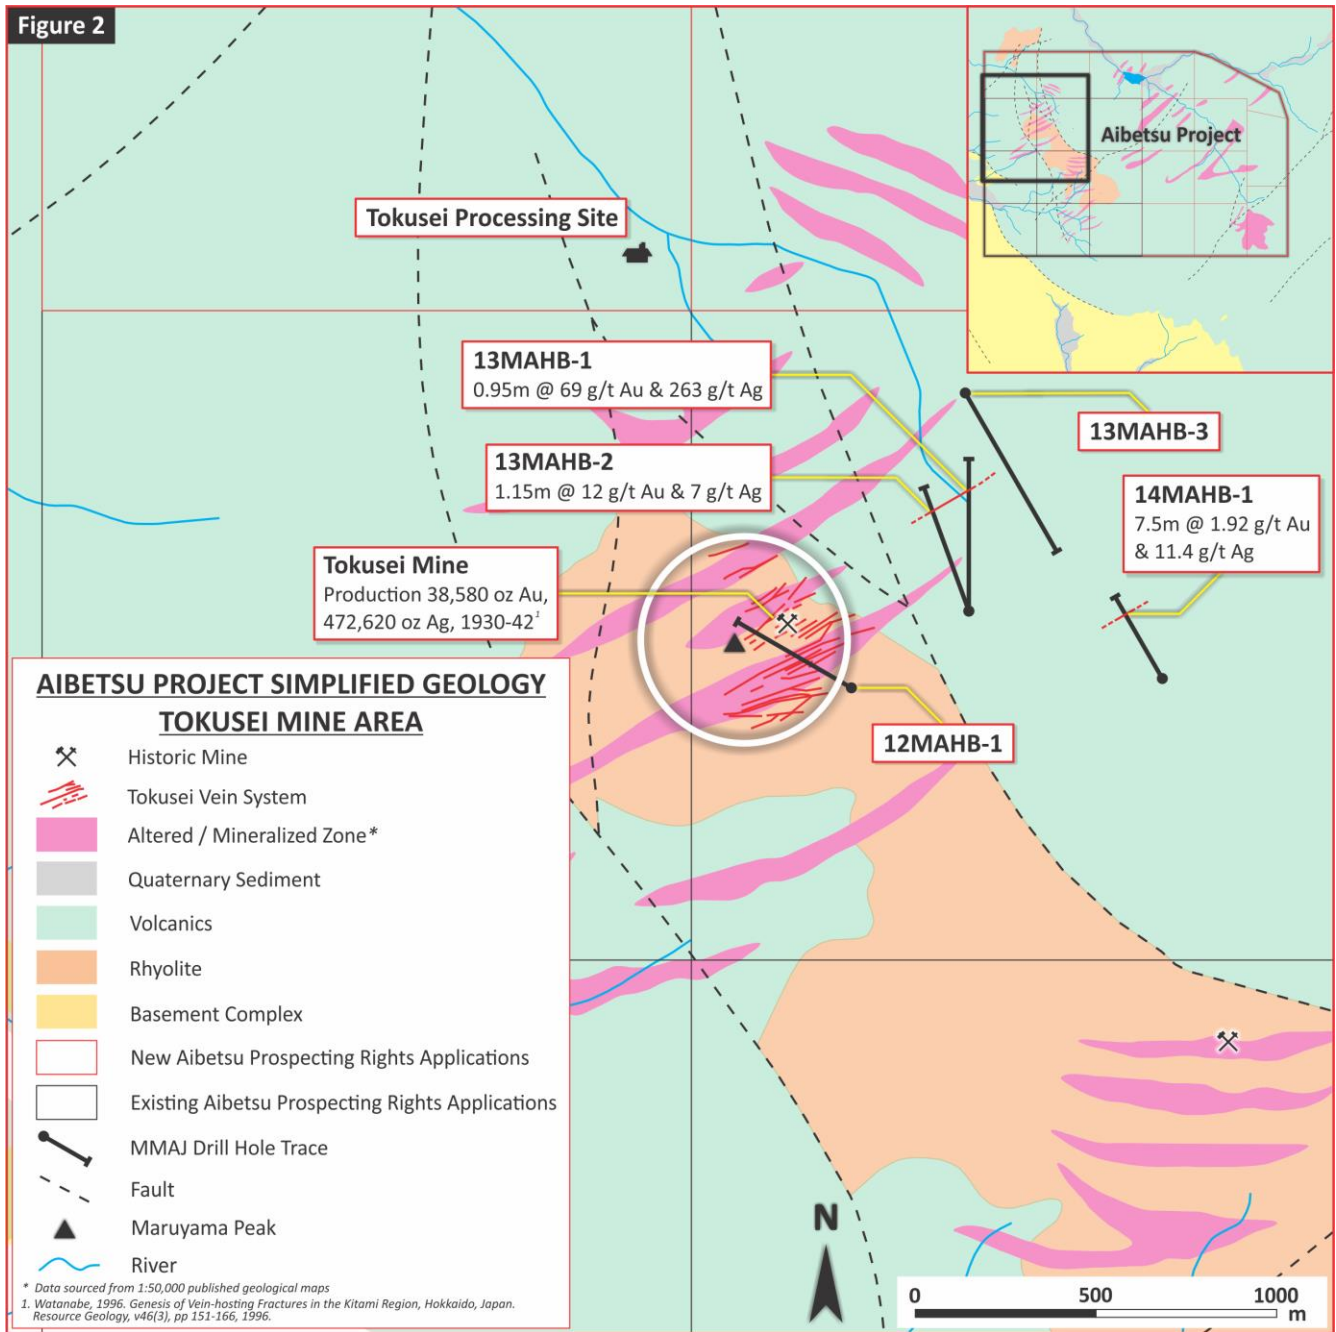 Figure 2
Aibetsu Project
Tokusei Processing Site
13MAHB-1
0.95m @ 69 g/t Au & 263 g/t Ag
13MAHB-3
13MAHB-2
1.15m @ 12 g/t Au & 7 g/t Ag
14MAHB-1
7.5m @ 1.92 g/t Au
& 11.4 g/t Ag
Tokusei Mine
Production 38,580 oz Au,
472,620 oz Ag, 1930-42¹
12MAHB-1
AIBETSU PROJECT SIMPLIFIED GEOLOGY
TOKUSEI MINE AREA
Historic Mine
Tokusei Vein System
Altered / Mineralized Zone*
Quaternary Sediment
Volcanics
Rhyolite
Basement Complex
New Aibetsu Prospecting Rights Applications
Existing Aibetsu Prospecting Rights Applications
MMAJ Drill Hole Trace
Fault
Maruyama Peak
River
* Data sourced from 1:50,000 published geological maps
1. Watanabe, 1996. Genesis of Vein-hosting Fractures in the Kitami Region, Hokkaido, Japan.
Resource Geology, v46(3), pp 151-166, 1996.
N
0 500 1000
m